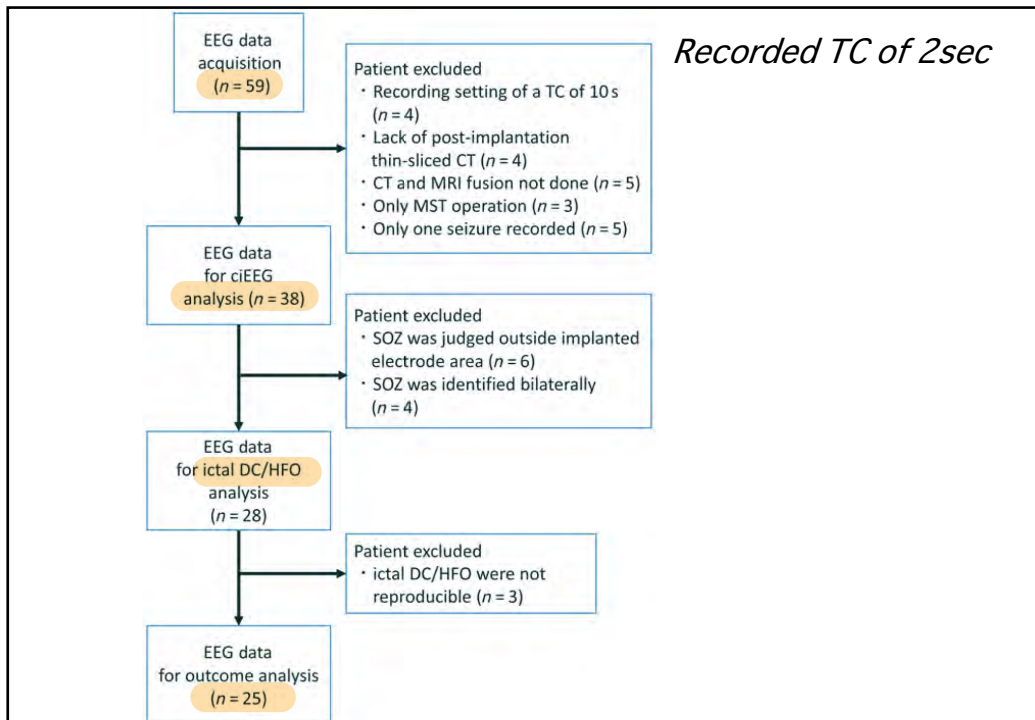 Recorded TC of 2sec
EEG data
acquisition
(n = 59)
Patient excluded
・Recording setting of a TC of 10 s
(n = 4)
・Lack of post-implantation
thin-sliced CT (n = 4)
・CT and MRI fusion not done (n = 5)
・Only MST operation (n = 3)
・Only one seizure recorded (n = 5)
EEG data
for ciEEG
analysis (n = 38)
Patient excluded
・SOZ was judged outside implanted
electrode area (n = 6)
・SOZ was identified bilaterally
(n = 4)
EEG data
for ictal DC/HFO
analysis
(n = 28)
Patient excluded
・ictal DC/HFO were not
reproducible (n = 3)
EEG data
for outcome analysis
(n = 25)